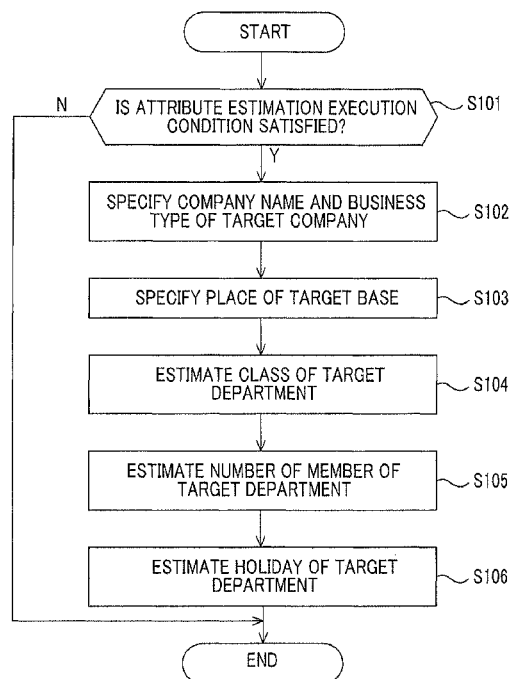 START
N
IS ATTRIBUTE ESTIMATION EXECUTION
CONDITION SATISFIED?
S101
Y
SPECIFY COMPANY NAME AND BUSINESS
TYPE OF TARGET COMPANY
S102
SPECIFY PLACE OF TARGET BASE
S103
ESTIMATE CLASS OF TARGET
DEPARTMENT
S104
ESTIMATE NUMBER OF MEMBER OF
TARGET DEPARTMENT
S105
ESTIMATE HOLIDAY OF TARGET
DEPARTMENT
S106
END